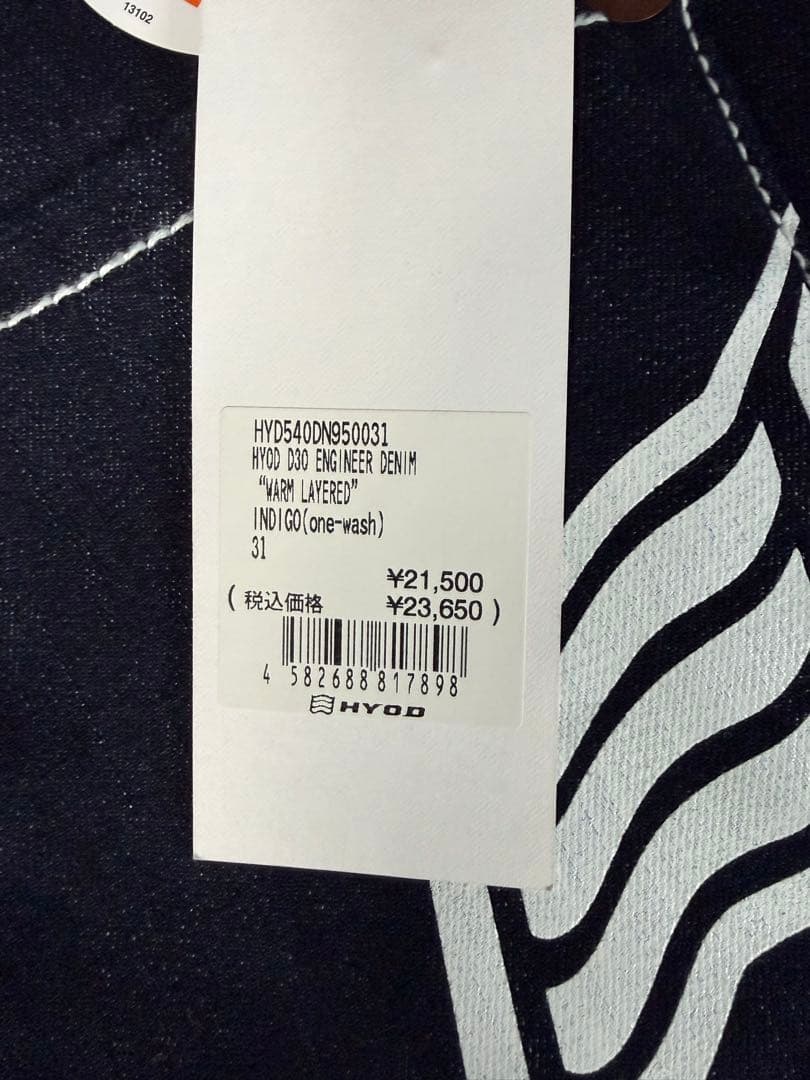 13102
HYD540DN950031
HYOD D3O ENGINEER DENIM
“WARM LAYERED”
INDIGO(one-wash)
31
¥21,500
( 税込価格 ¥23,650 )
4 582688 817898
HYOD